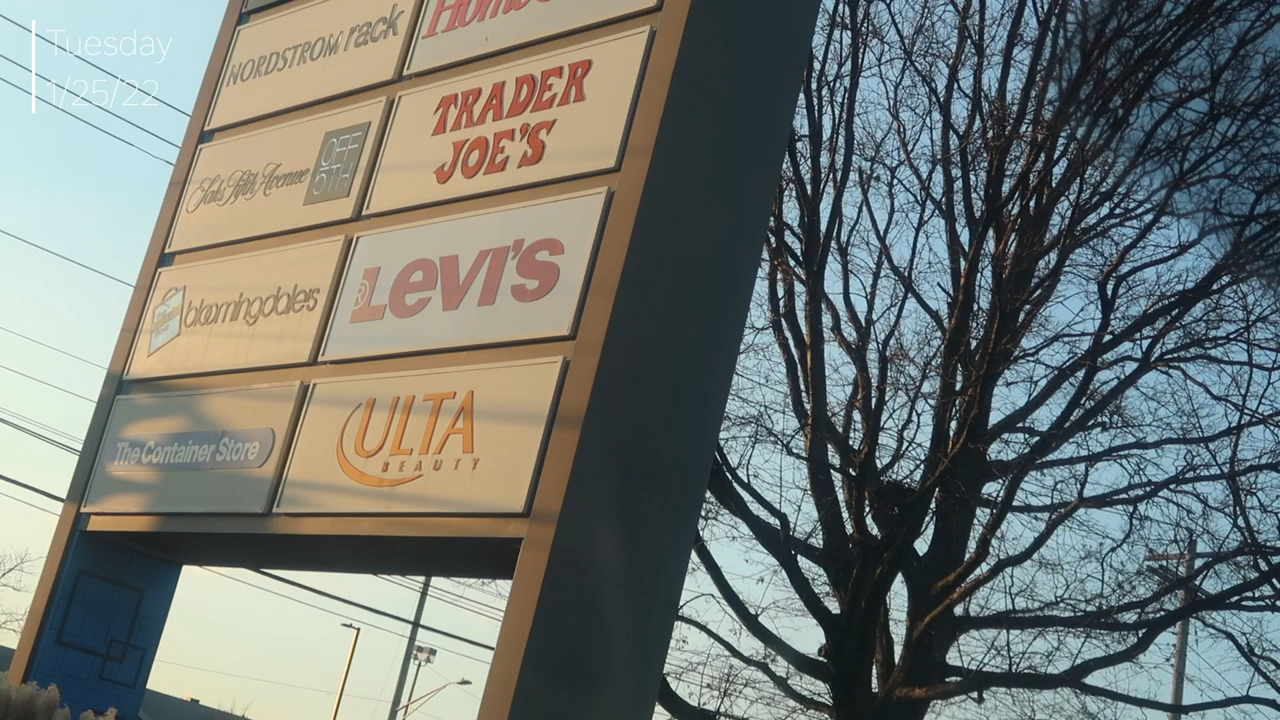 Tuesday
1/25/22
NORDSTROM rack
TRADER
JOE'S
Saks Fifth Avenue
OFF
5TH
LEVI'S
bloomingdale's
The Container Store
ULTA
BEAUTY